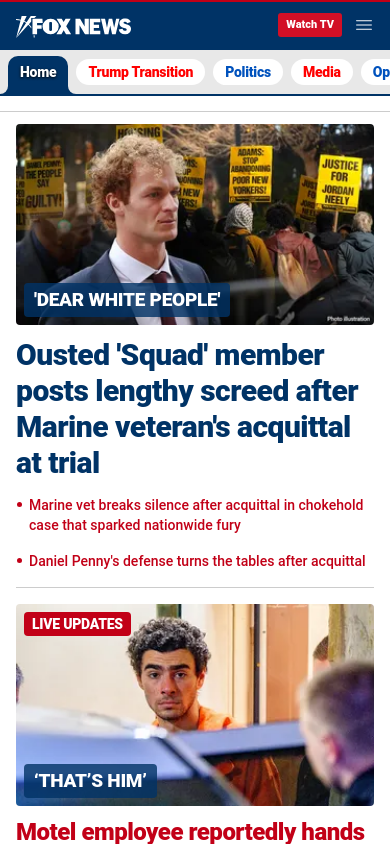 FOX NEWS
Watch TV
Home
Trump Transition
Politics
Media
Op
HOUSING
DANIEL PENNY:
THE PEOPLE
SAY
GUILTY!
ADAMS:
STOP
ABANDONING
POOR NEW
YORKERS!
JUSTICE
FOR
JORDAN
NEELY
'DEAR WHITE PEOPLE'
Photo illustration
Ousted 'Squad' member
posts lengthy screed after
Marine veteran's acquittal
at trial
• Marine vet breaks silence after acquittal in chokehold
case that sparked nationwide fury
• Daniel Penny's defense turns the tables after acquittal
LIVE UPDATES
‘THAT’S HIM’
Motel employee reportedly hands